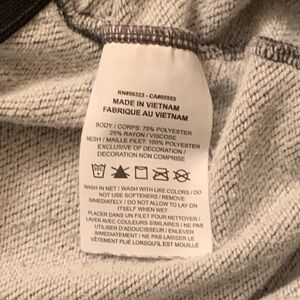 RN#56323 - CA#05553
MADE IN VIETNAM
FABRIQUE AU VIETNAM
BODY / CORPS: 75% POLYESTER
25% RAYON / VISCOSE
MESH / MAILLE FILET: 100% POLYESTER
EXCLUSIVE OF DECORATION /
DECORATION NON COMPRISE
WASH IN NET / WASH WITH LIKE COLORS / DO
NOT USE SOFTENERS / REMOVE
IMMEDIATELY / DO NOT ALLOW TO LAY ON
ITSELF WHEN WET
PLACER DANS UN FILET POUR NETTOYER /
LAVER AVEC COULEURS SIMILAIRES / NE PAS
UTILISER D'ADOUCISSEUR / ENLEVER
IMMÉDIATEMENT / NE PAS LAISSER LE
VÊTEMENT PLIÉ LORSQU'IL EST MOUILLÉ